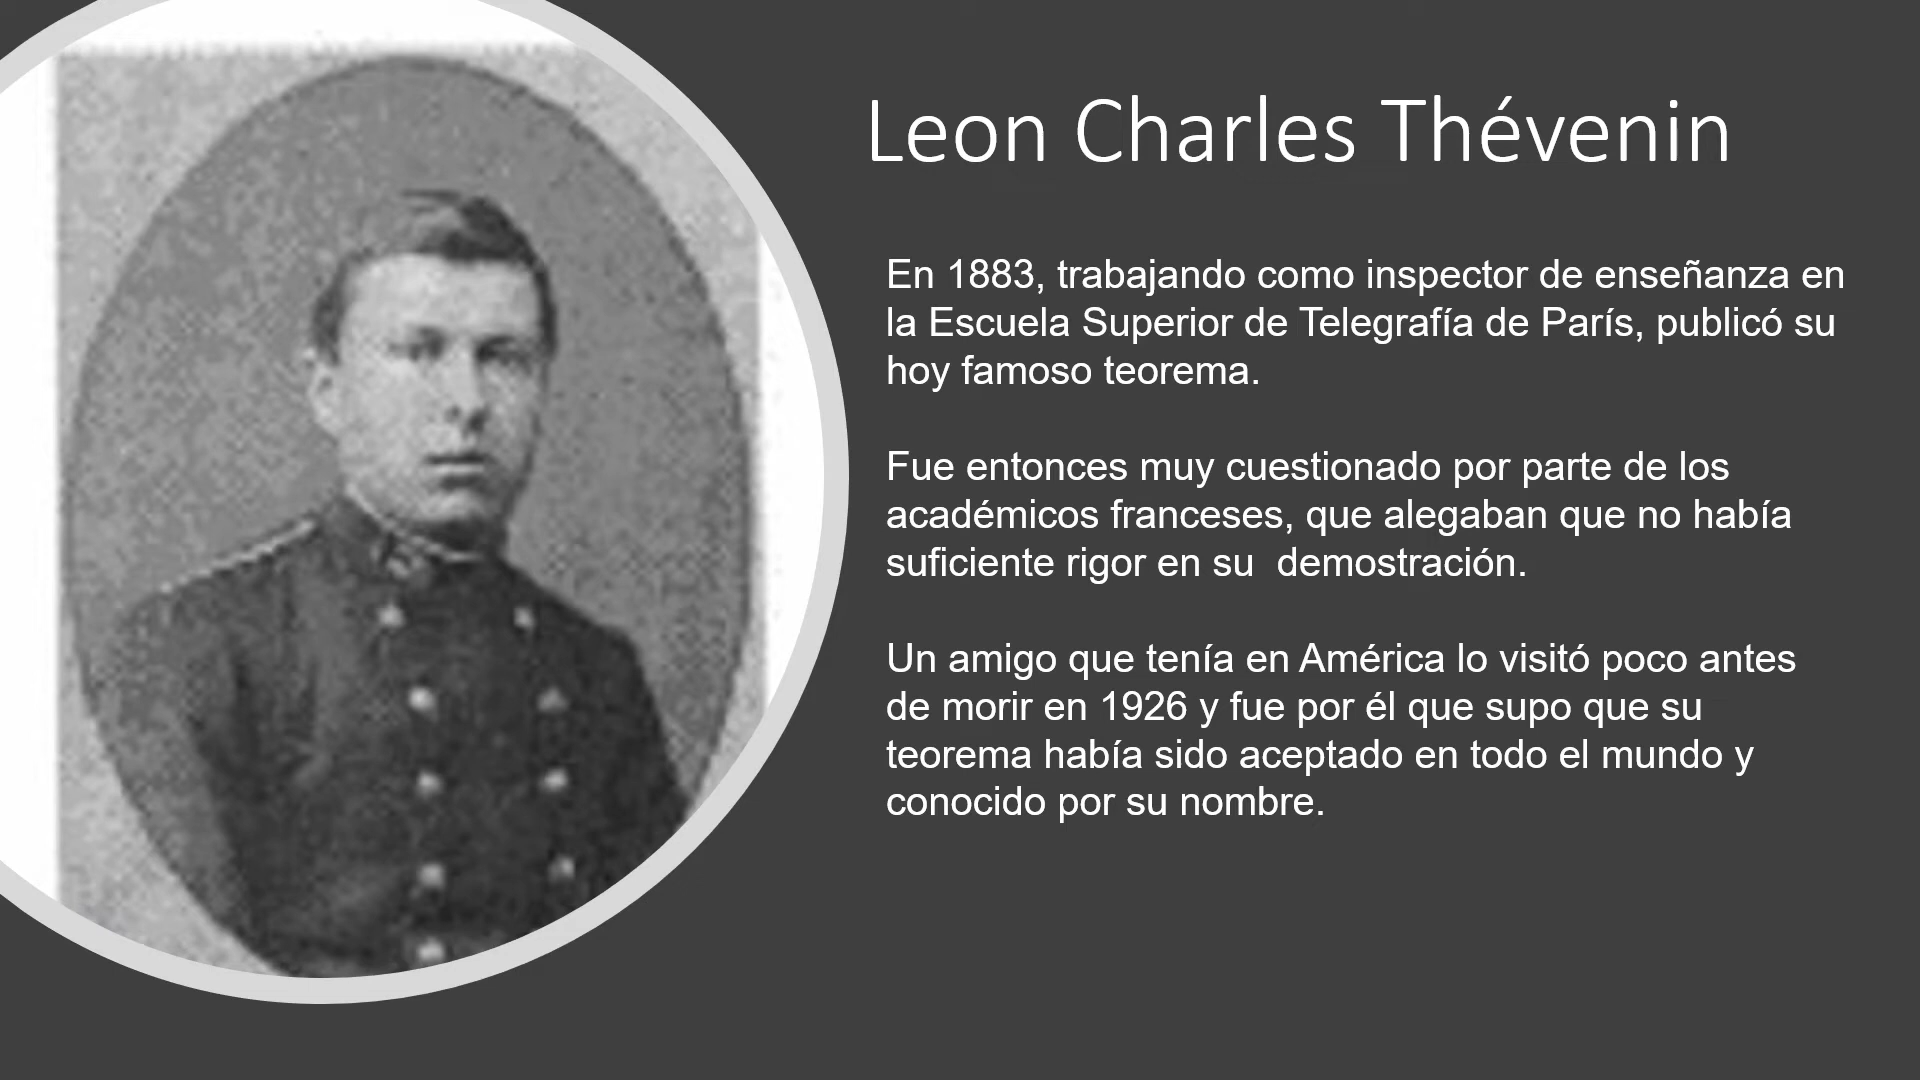 Leon Charles Thévenin
En 1883, trabajando como inspector de enseñanza en
la Escuela Superior de Telegrafía de París, publicó su
hoy famoso teorema.
Fue entonces muy cuestionado por parte de los
académicos franceses, que alegaban que no había
suficiente rigor en su  demostración.
Un amigo que tenía en América lo visitó poco antes
de morir en 1926 y fue por él que supo que su
teorema había sido aceptado en todo el mundo y
conocido por su nombre.